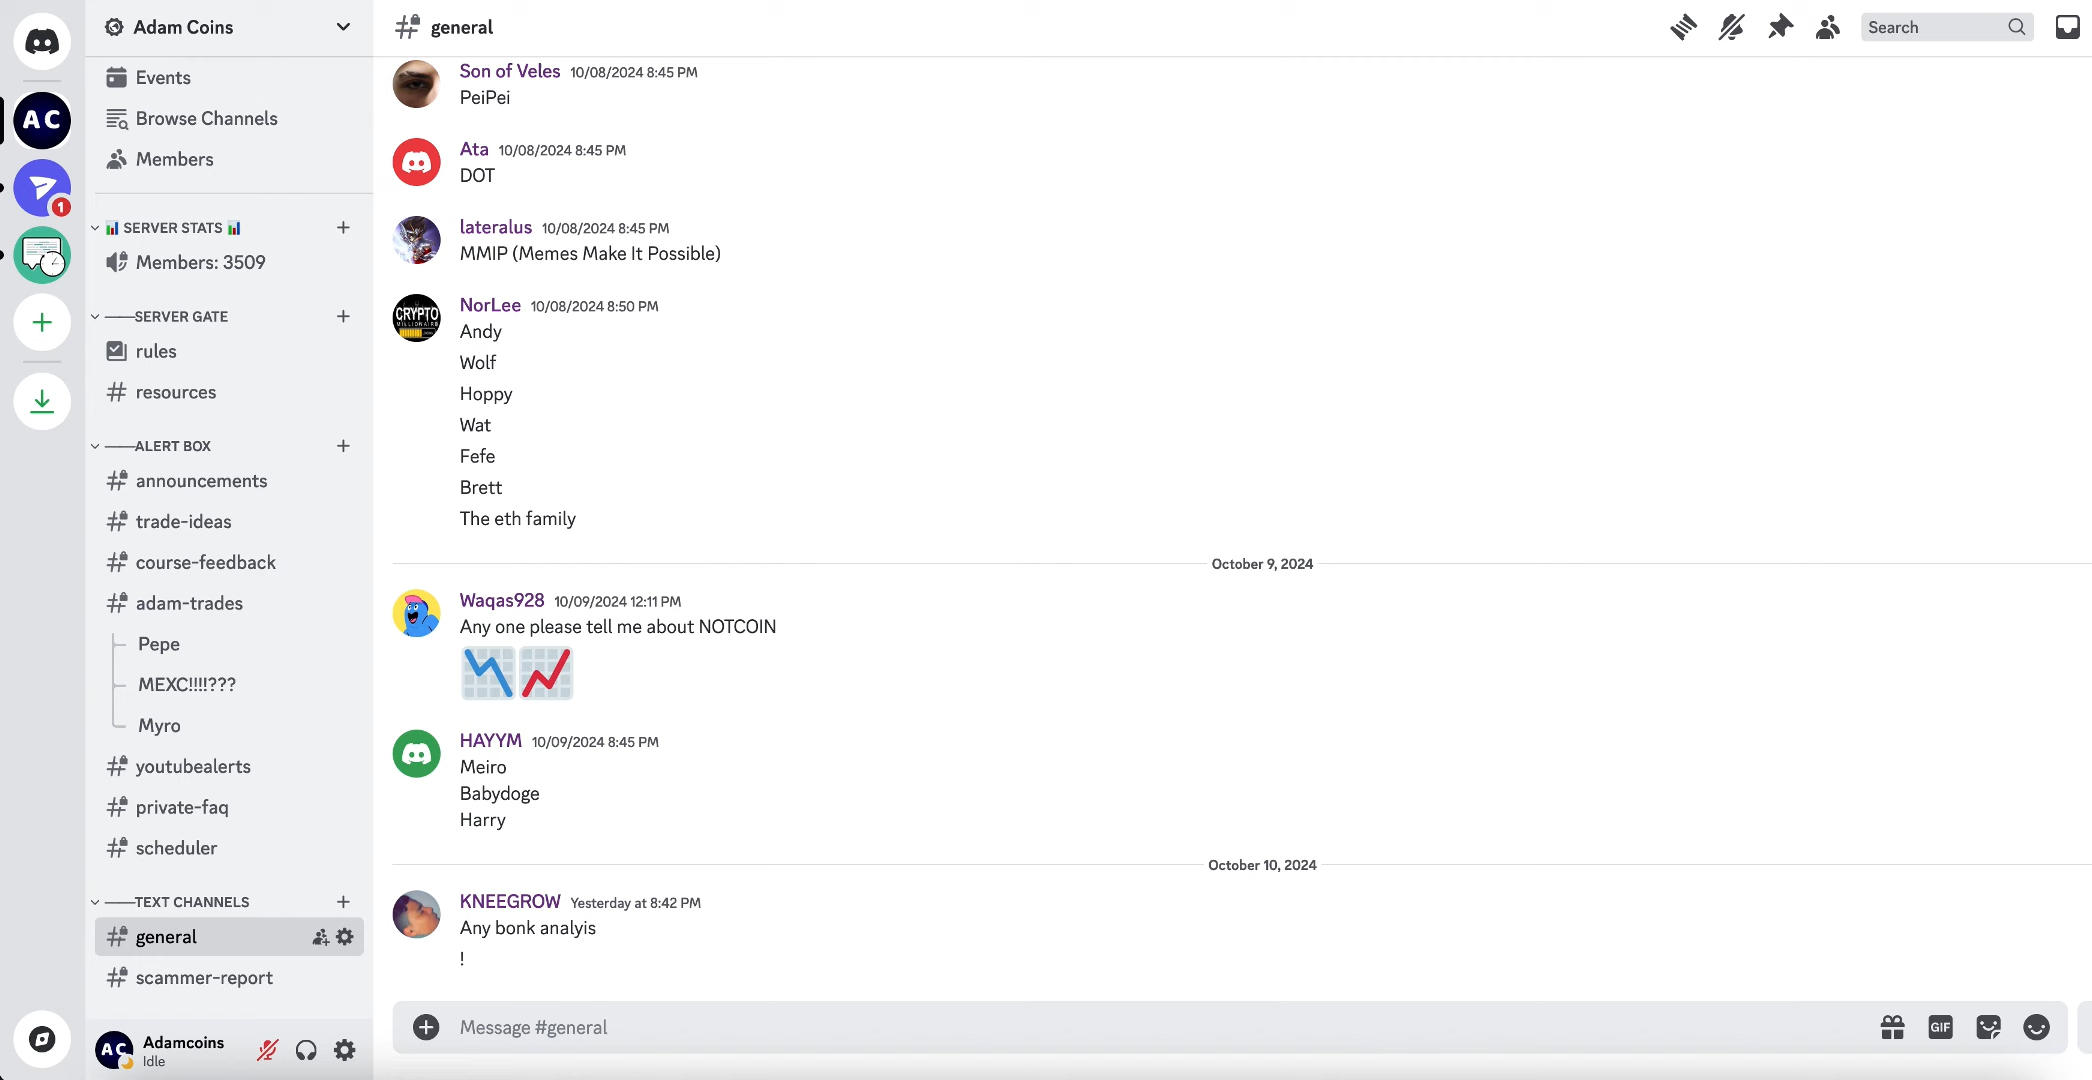 Adam Coins
general
Search
AC
1
Events
Browse Channels
Members
SERVER STATS
Members: 3509
SERVER GATE
rules
resources
ALERT BOX
announcements
trade-ideas
course-feedback
adam-trades
Pepe
MEXC!!!!???
Myro
youtubealerts
private-faq
scheduler
TEXT CHANNELS
general
scammer-report
AC
Adamcoins
Idle
Son of Veles 10/08/2024 8:45 PM
PeiPei
Ata 10/08/2024 8:45 PM
DOT
lateralus 10/08/2024 8:45 PM
MMIP (Memes Make It Possible)
CRYPTO
MILLIONAIRE
NorLee 10/08/2024 8:50 PM
Andy
Wolf
Hoppy
Wat
Fefe
Brett
The eth family
October 9, 2024
Waqas928 10/09/2024 12:11 PM
Any one please tell me about NOTCOIN
HAYYM 10/09/2024 8:45 PM
Meiro
Babydoge
Harry
October 10, 2024
KNEEGROW Yesterday at 8:42 PM
Any bonk analyis
!
Message #general
GIF